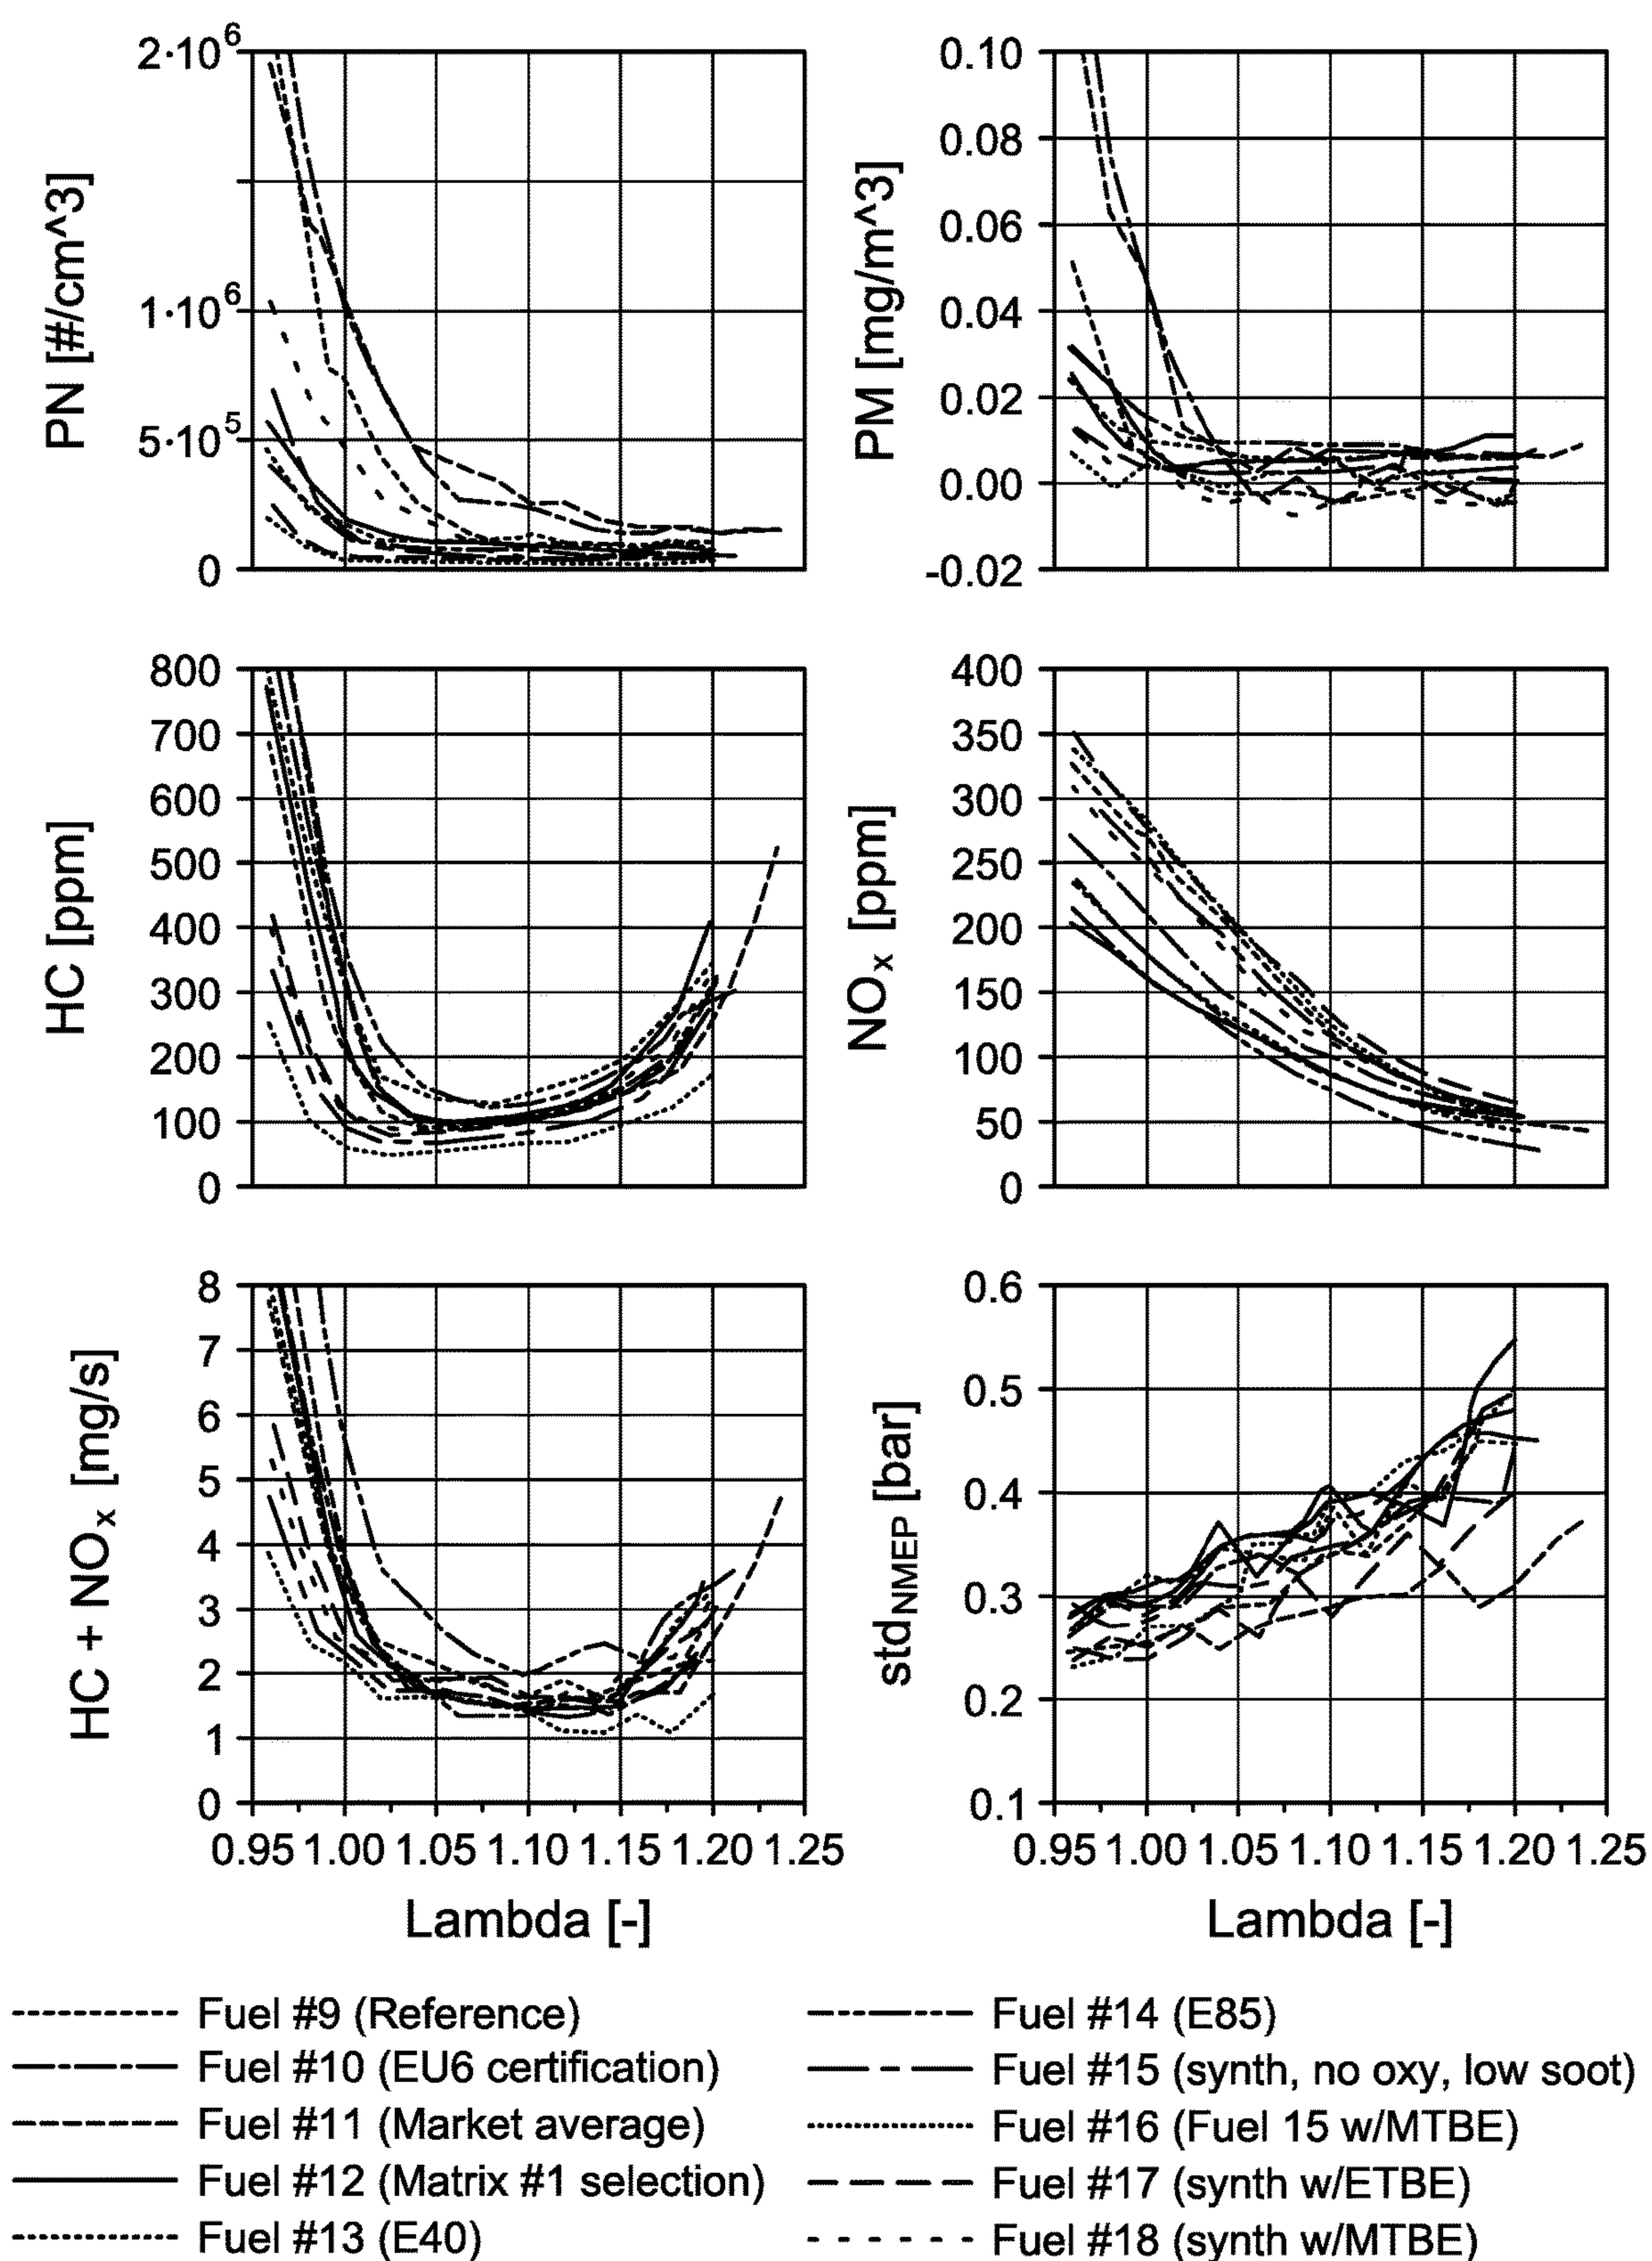 PN [#/cm^3]
2·10^6
1·10^6
5·10^5
0
PM [mg/m^3]
0.10
0.08
0.06
0.04
0.02
0.00
-0.02
HC [ppm]
800
700
600
500
400
300
200
100
0
NOx [ppm]
400
350
300
250
200
150
100
50
0
HC + NOx [mg/s]
8
7
6
5
4
3
2
1
0
0.95 1.00 1.05 1.10 1.15 1.20 1.25
Lambda [-]
stdNMEP [bar]
0.6
0.5
0.4
0.3
0.2
0.1
0.95 1.00 1.05 1.10 1.15 1.20 1.25
Lambda [-]
Fuel #9 (Reference)
Fuel #10 (EU6 certification)
Fuel #11 (Market average)
Fuel #12 (Matrix #1 selection)
Fuel #13 (E40)
Fuel #14 (E85)
Fuel #15 (synth, no oxy, low soot)
Fuel #16 (Fuel 15 w/MTBE)
Fuel #17 (synth w/ETBE)
Fuel #18 (synth w/MTBE)